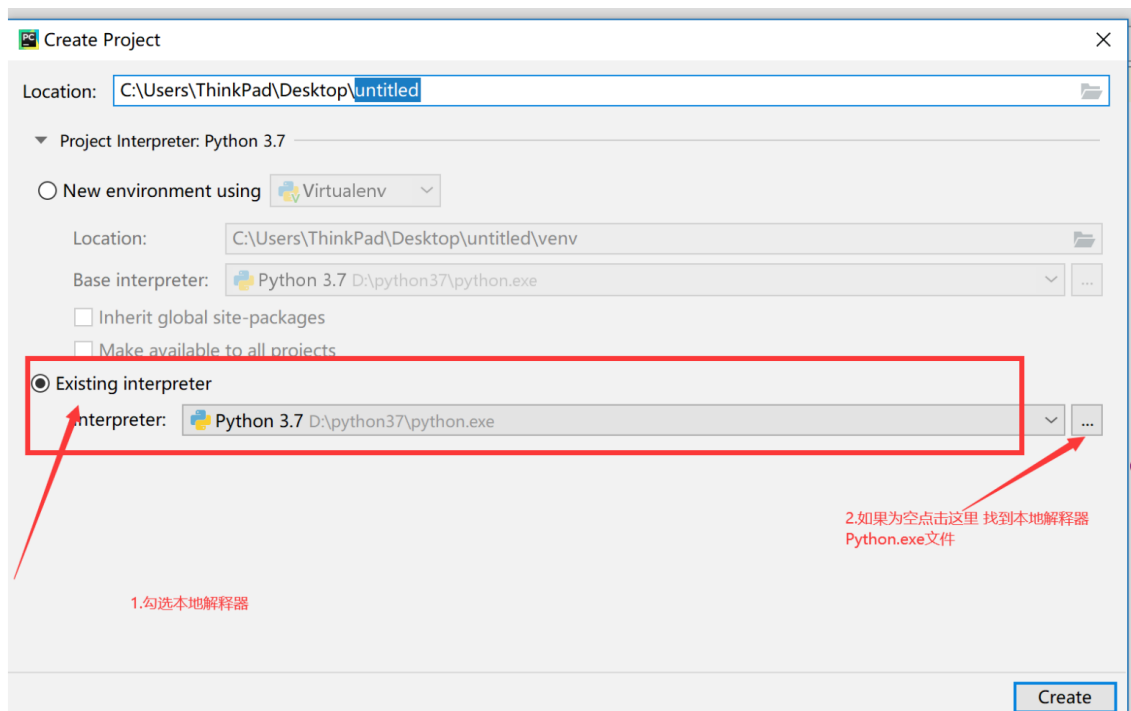 Create Project
Location: C:\Users\ThinkPad\Desktop\untitled
Project Interpreter: Python 3.7
New environment using Virtualenv
Location: C:\Users\ThinkPad\Desktop\untitled\venv
Base interpreter: Python 3.7 D:\python37\python.exe ...
Inherit global site-packages
Make available to all projects
Existing interpreter
Interpreter: Python 3.7 D:\python37\python.exe ...
2.如果为空点击这里 找到本地解释器
Python.exe文件
1.勾选本地解释器
Create